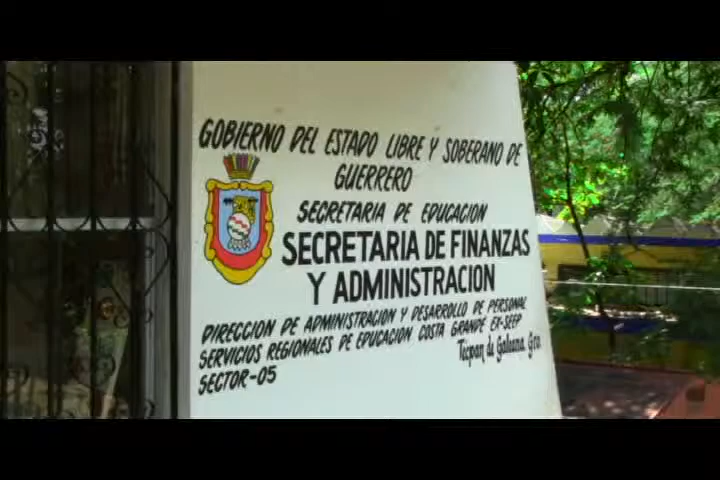 GOBIERNO DEL ESTADO LIBRE Y SOBERANO DE
GUERRERO
SECRETARIA DE EDUCACION
SECRETARIA DE FINANZAS
Y ADMINISTRACION
DIRECCION DE ADMINISTRACION Y DESARROLLO DE PERSONAL
SERVICIOS REGIONALES DE EDUCACION COSTA GRANDE EX-SEEP
Técpan de Galeana, Gro
SECTOR-05